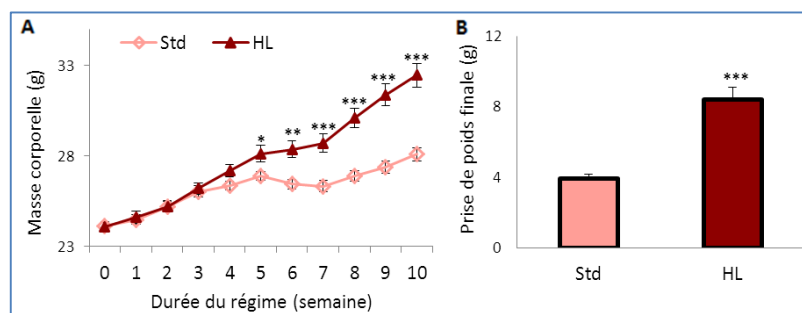 A
Std HL
Masse corporelle (g)
33
28
23
* ** *** *** *** ***
0 1 2 3 4 5 6 7 8 9 10
Durée du régime (semaine)
B
Prise de poids finale (g)
12
8
4
0
***
Std HL